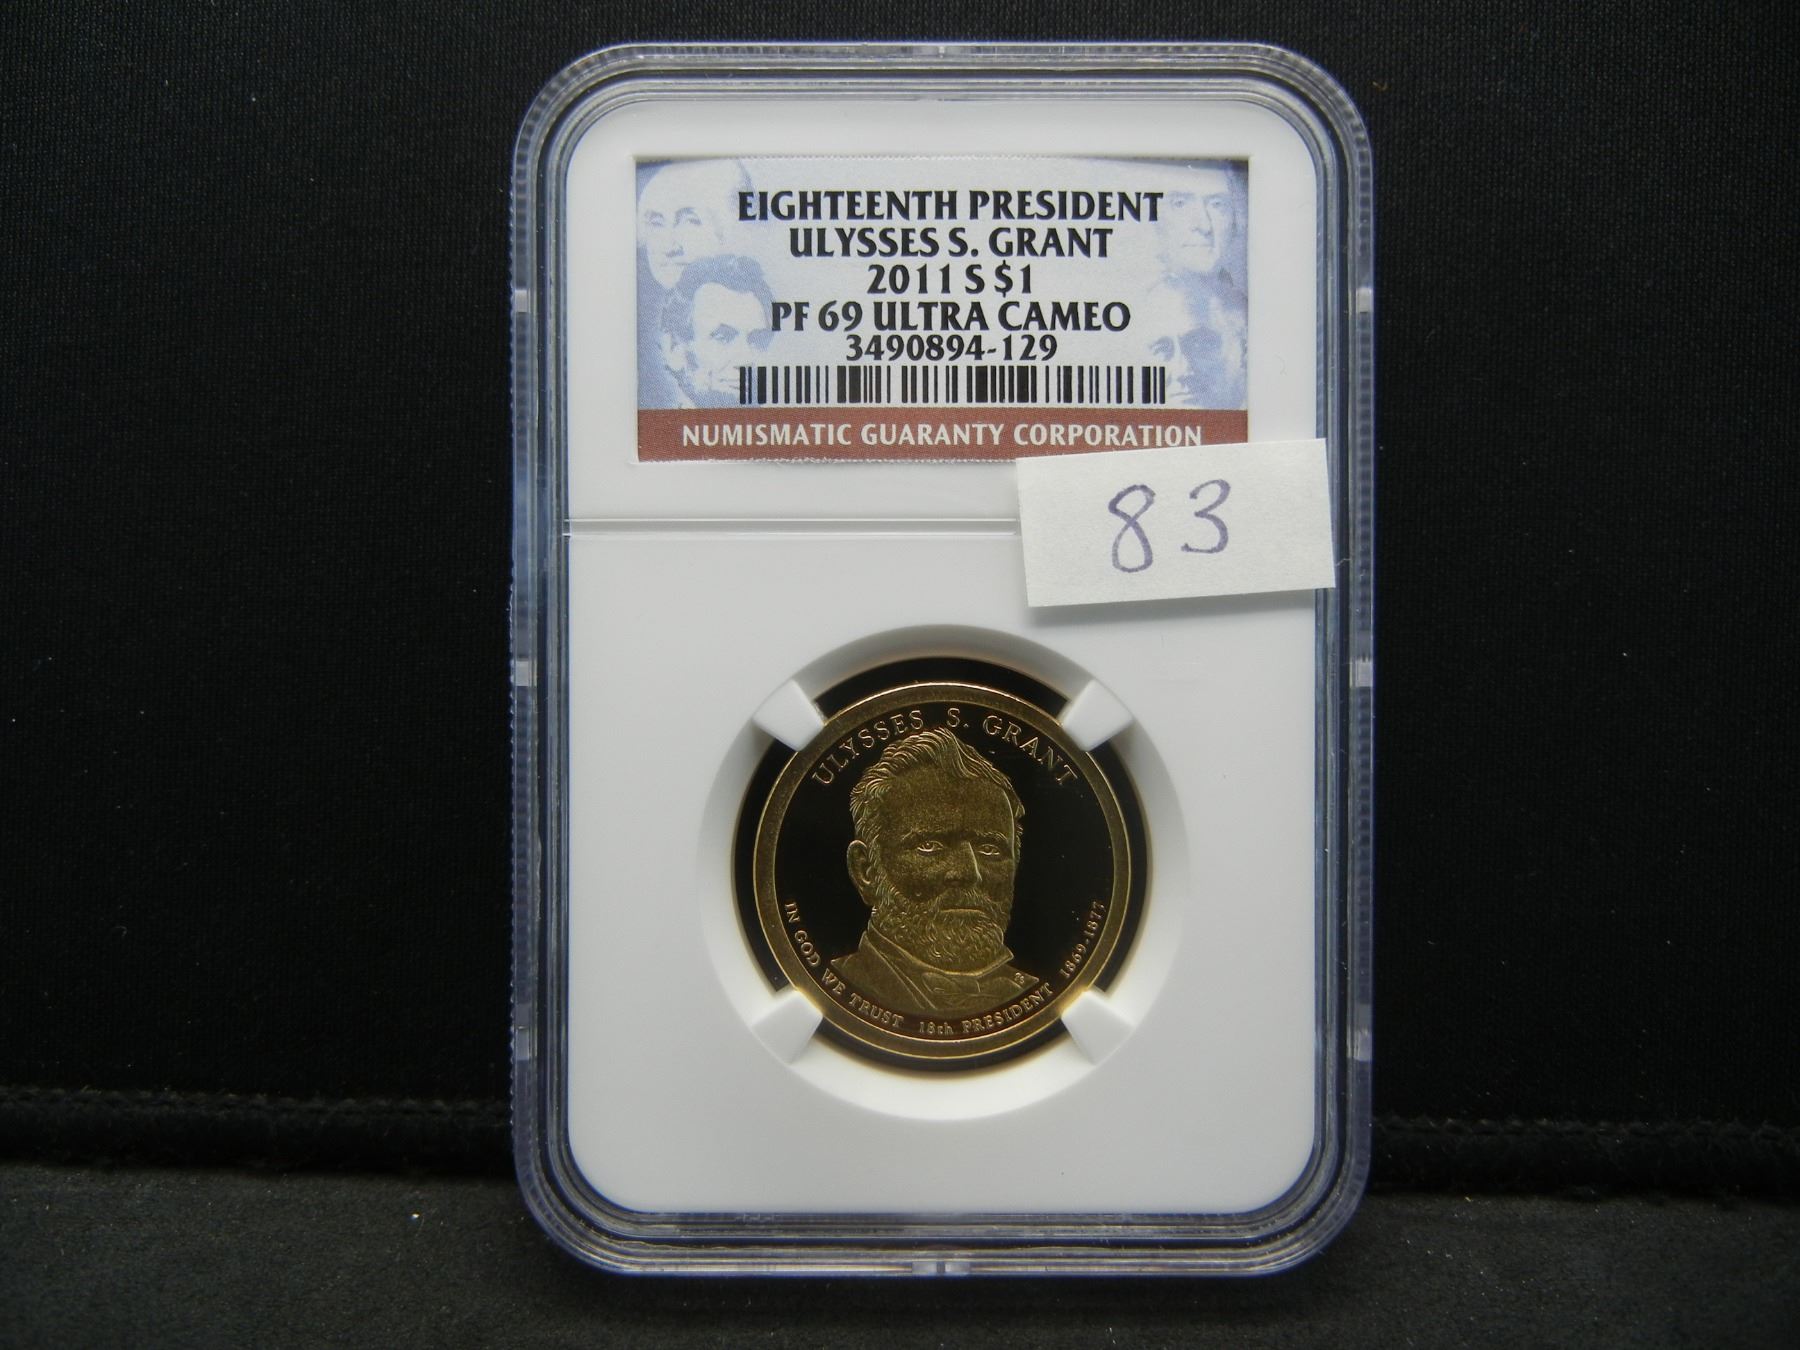 EIGHTEENTH PRESIDENT
ULYSSES S. GRANT
2011 S $1
PF 69 ULTRA CAMEO
3490894-129
NUMISMATIC GUARANTY CORPORATION
83
ULYSSES S. GRANT
IN GOD WE TRUST 18th PRESIDENT 1869-1877